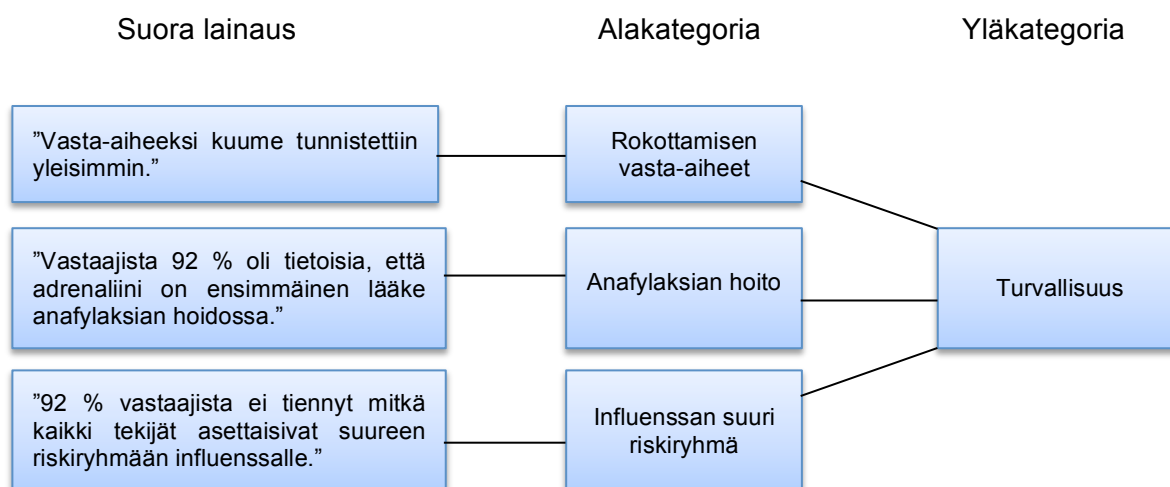 Suora lainaus
Alakategoria
Yläkategoria
”Vasta-aiheeksi kuume tunnistettiin
yleisimmin.”
Rokottamisen
vasta-aiheet
”Vastaajista 92 % oli tietoisia, että
adrenaliini on ensimmäinen lääke
anafylaksian hoidossa.”
Anafylaksian hoito
Turvallisuus
”92 % vastaajista ei tiennyt mitkä
kaikki tekijät asettaisivat suureen
riskiryhmään influenssalle.”
Influenssan suuri
riskiryhmä